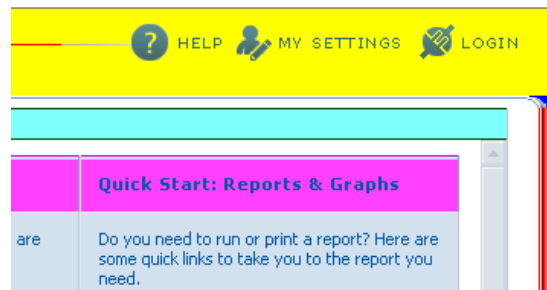 ? HELP MY SETTINGS LOGIN
Quick Start: Reports & Graphs
are
Do you need to run or print a report? Here are
some quick links to take you to the report you
need.